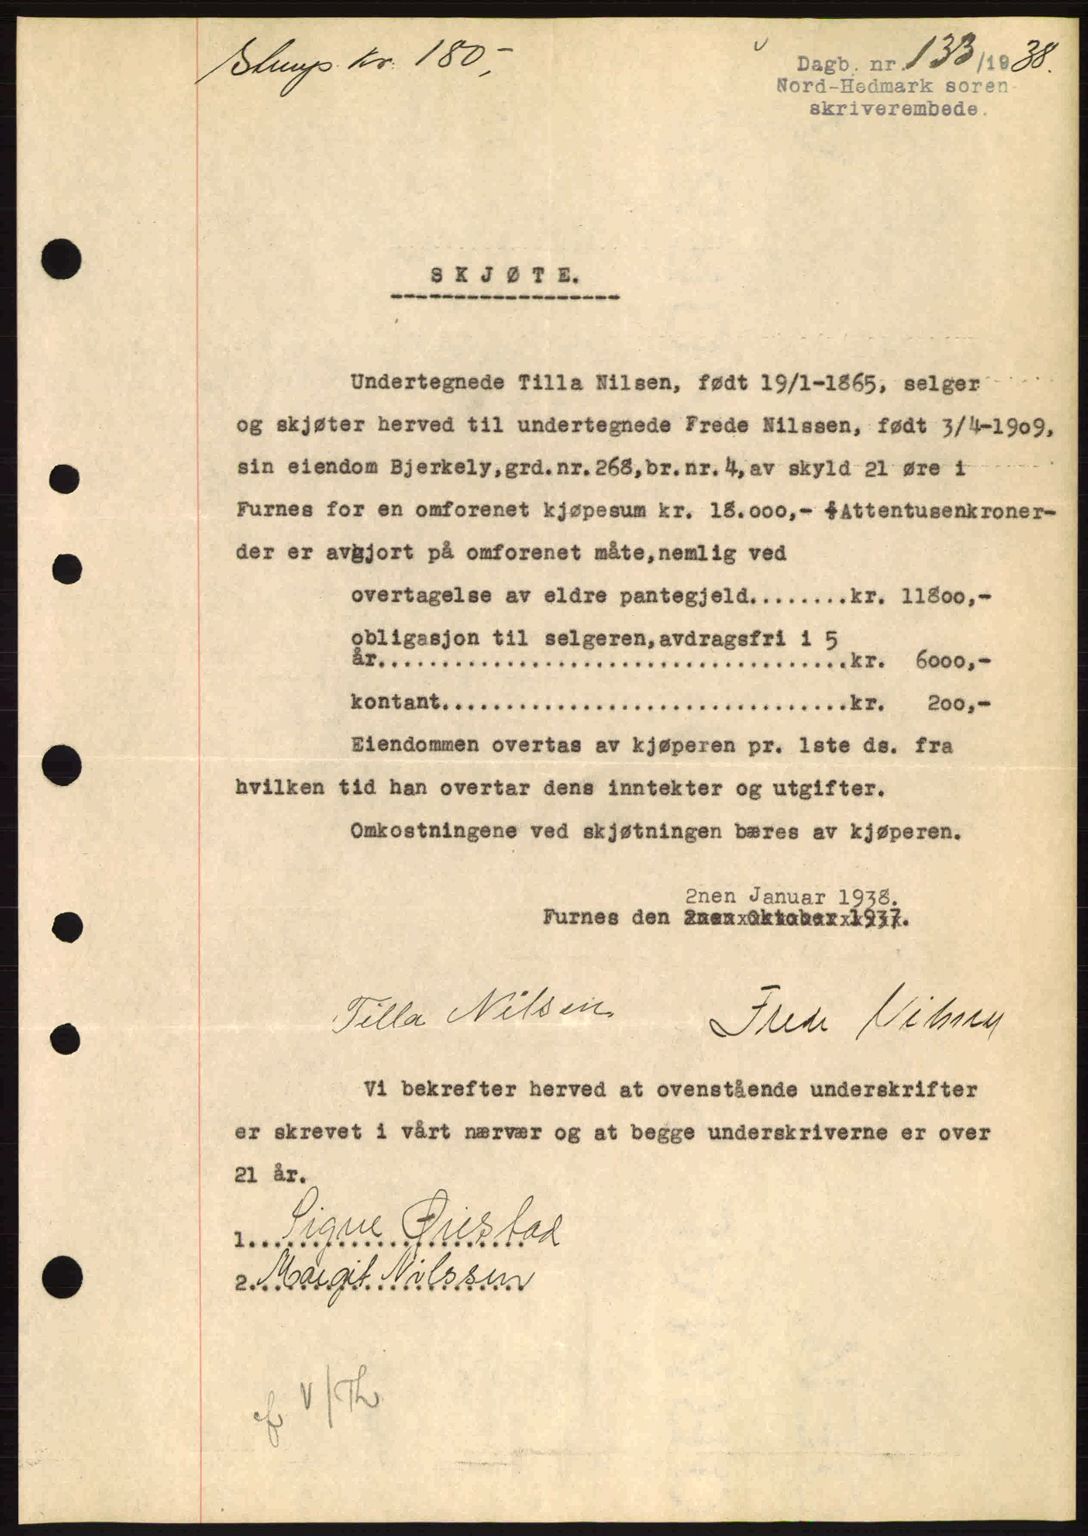 Stemp. kr. 180,-
Dagb. nr. 133/1938.
Nord-Hedmark soren-
skriverembede.
SKJØTE.
Undertegnede Tilla Nilsen, født 19/1-1865, selger
og skjøter herved til undertegnede Frede Nilssen, født 3/4-1909,
sin eiendom Bjerkely,grd.nr.268,br.nr.4,av skyld 21 øre i
Furnes for en omforenet kjøpesum kr. 18.000,- Attentusenkroner-
der er avgjort på omforenet måte,nemlig ved
overtagelse av eldre pantegjeld........kr. 11800,-
obligasjon til selgeren,avdragsfri i 5
år.....................................kr. 6000,-
kontant................................kr. 200,-
Eiendommen overtas av kjøperen pr. 1ste ds. fra
hvilken tid han overtar dens inntekter og utgifter.
Omkostningene ved skjøtningen bæres av kjøperen.
2nen Januar 1938.
Furnes den 2nen Oktober 1937.
Tilla Nilsen. Frede Nilssen
Vi bekrefter herved at ovenstående underskrifter
er skrevet i vårt nærvær og at begge underskriverne er over
21 år.
1. Signe Øiestad
2. Margit Nilssen
V/Th